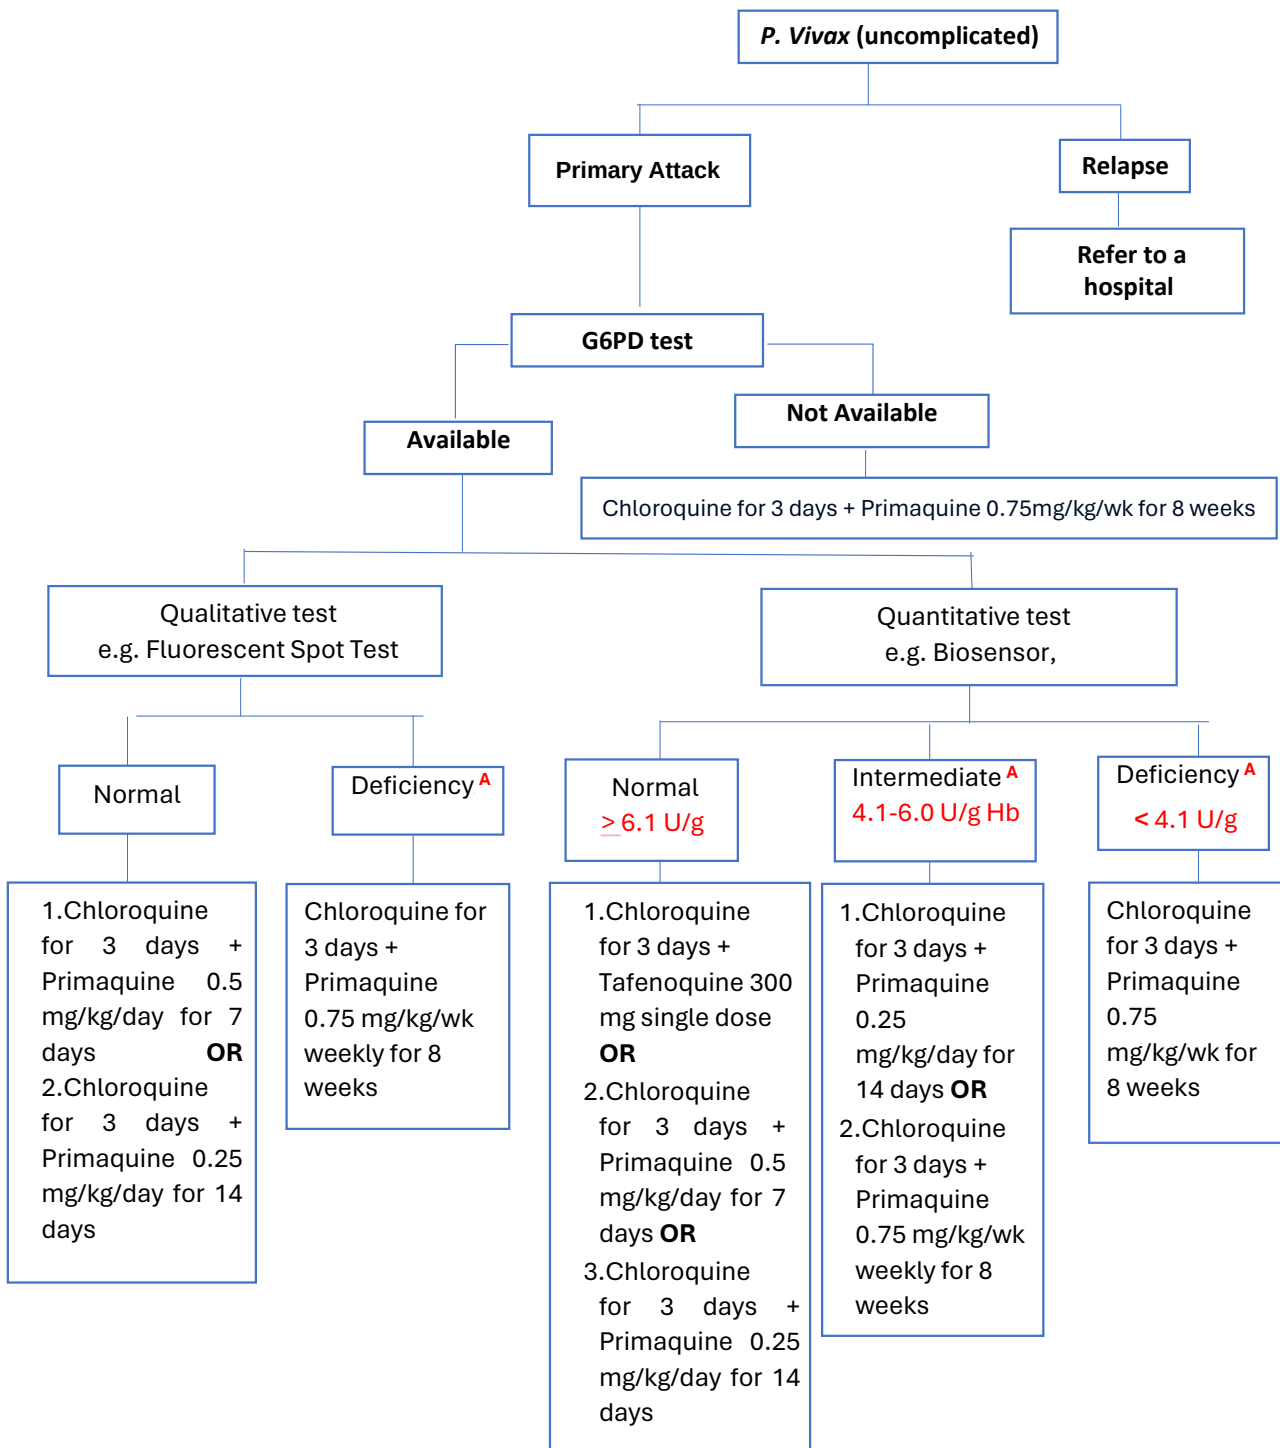 P. Vivax (uncomplicated)
Primary Attack
Relapse
Refer to a
hospital
G6PD test
Available
Not Available
Chloroquine for 3 days + Primaquine 0.75mg/kg/wk for 8 weeks
Qualitative test
e.g. Fluorescent Spot Test
Quantitative test
e.g. Biosensor,
Normal
Deficiency A
Normal
> 6.1 U/g
Intermediate A
4.1-6.0 U/g Hb
Deficiency A
< 4.1 U/g
1.Chloroquine
for 3 days +
Primaquine 0.5
mg/kg/day for 7
days OR
2.Chloroquine
for 3 days +
Primaquine 0.25
mg/kg/day for 14
days
Chloroquine for
3 days +
Primaquine
0.75 mg/kg/wk
weekly for 8
weeks
1.Chloroquine
for 3 days +
Tafenoquine 300
mg single dose
OR
2.Chloroquine
for 3 days +
Primaquine 0.5
mg/kg/day for 7
days OR
3.Chloroquine
for 3 days +
Primaquine 0.25
mg/kg/day for 14
days
1.Chloroquine
for 3 days +
Primaquine
0.25
mg/kg/day for
14 days OR
2.Chloroquine
for 3 days +
Primaquine
0.75 mg/kg/wk
weekly for 8
weeks
Chloroquine
for 3 days +
Primaquine
0.75
mg/kg/wk for
8 weeks